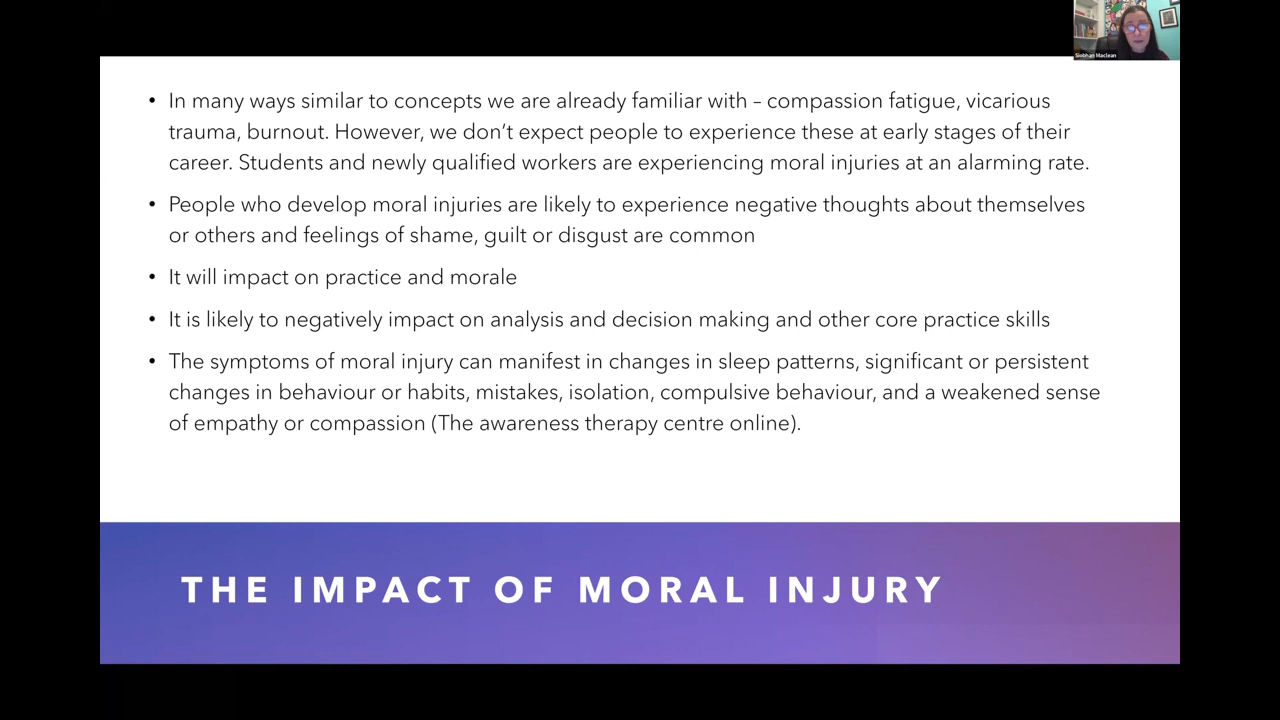 Siobhan Maclean
• In many ways similar to concepts we are already familiar with – compassion fatigue, vicarious
trauma, burnout. However, we don’t expect people to experience these at early stages of their
career. Students and newly qualified workers are experiencing moral injuries at an alarming rate.
• People who develop moral injuries are likely to experience negative thoughts about themselves
or others and feelings of shame, guilt or disgust are common
• It will impact on practice and morale
• It is likely to negatively impact on analysis and decision making and other core practice skills
• The symptoms of moral injury can manifest in changes in sleep patterns, significant or persistent
changes in behaviour or habits, mistakes, isolation, compulsive behaviour, and a weakened sense
of empathy or compassion (The awareness therapy centre online).
THE IMPACT OF MORAL INJURY